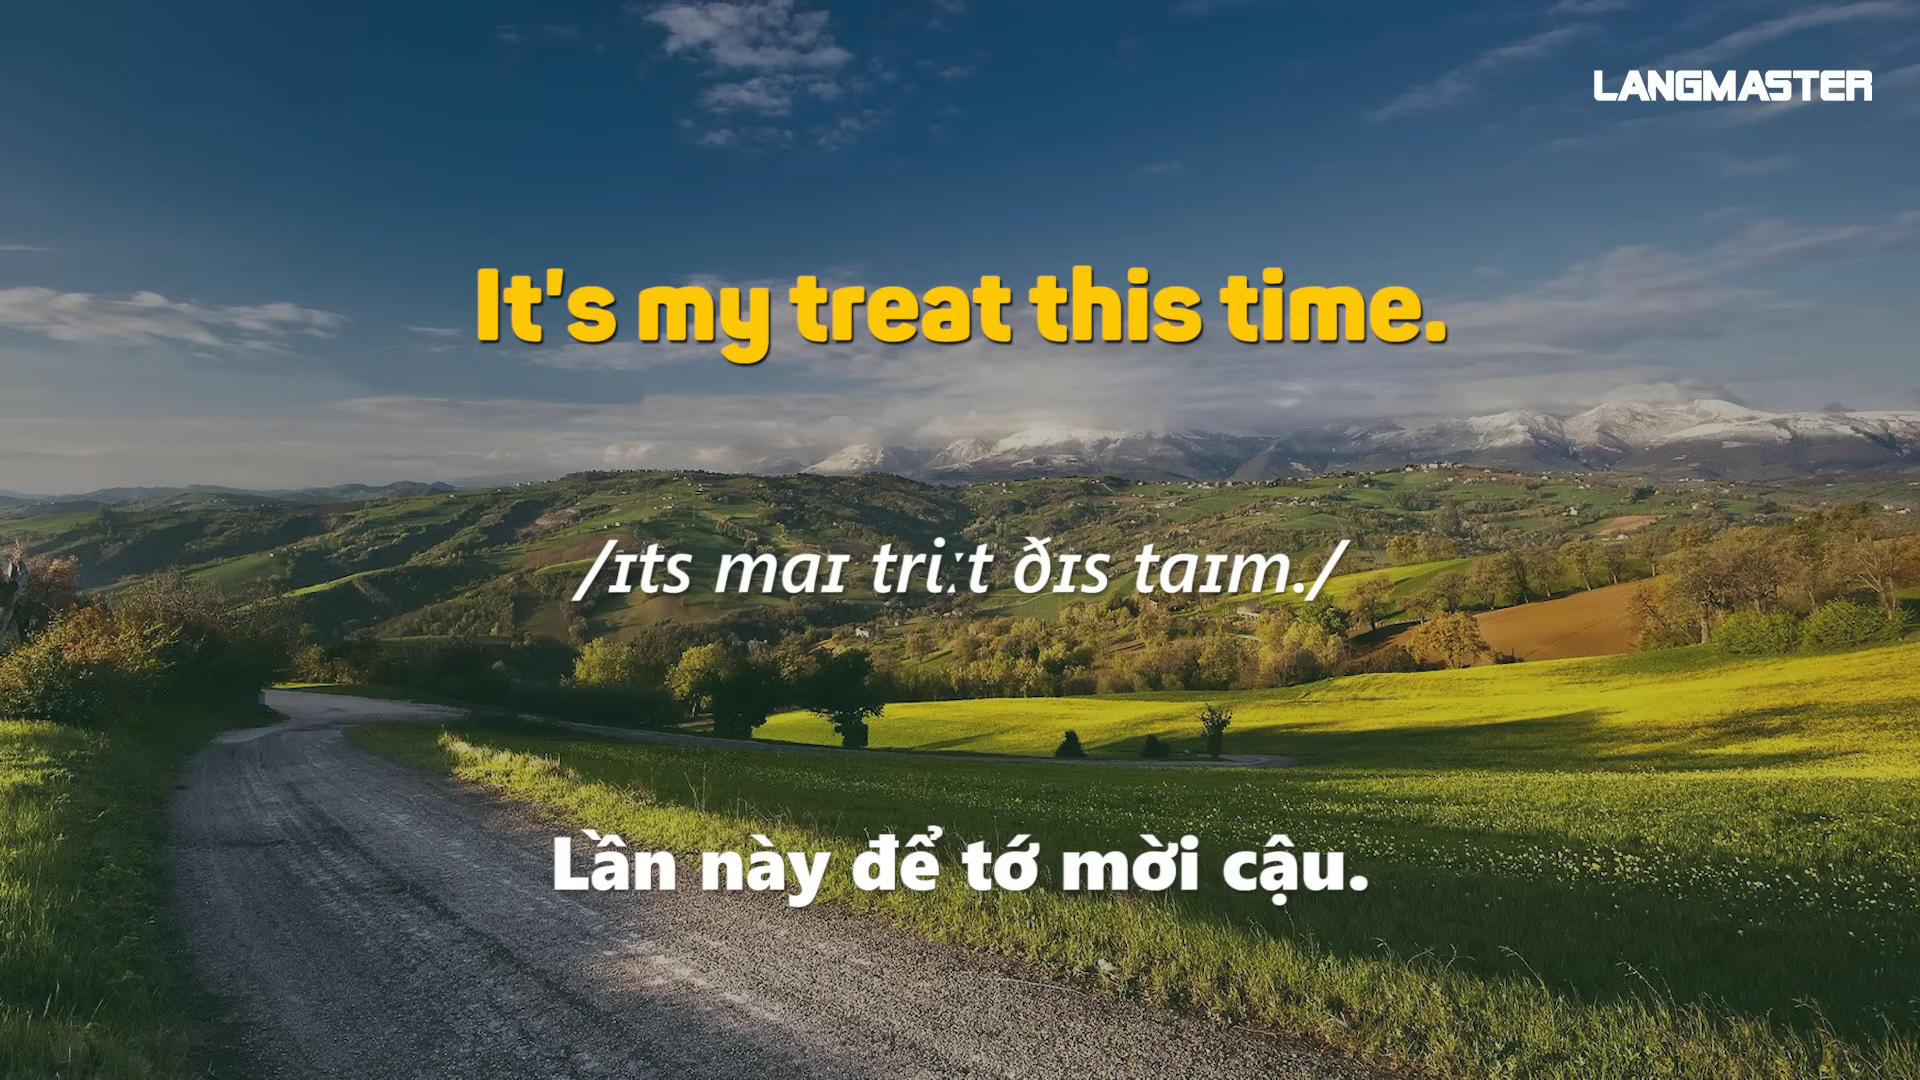 LANGMASTER
It's my treat this time.
/ɪts maɪ triːt ðɪs taɪm./
Lần này để tớ mời cậu.